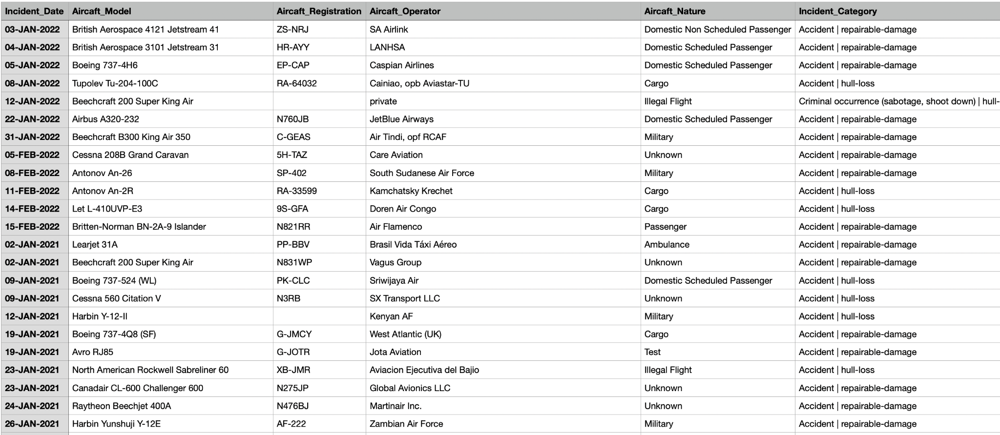 Incident_Date Aircaft_Model Aircaft_Registration Aircaft_Operator Aircaft_Nature Incident_Category
03-JAN-2022 British Aerospace 4121 Jetstream 41 ZS-NRJ SA Airlink Domestic Non Scheduled Passenger Accident | repairable-damage
04-JAN-2022 British Aerospace 3101 Jetstream 31 HR-AYY LANHSA Domestic Scheduled Passenger Accident | repairable-damage
05-JAN-2022 Boeing 737-4H6 EP-CAP Caspian Airlines Domestic Scheduled Passenger Accident | repairable-damage
08-JAN-2022 Tupolev Tu-204-100C RA-64032 Cainiao, opb Aviastar-TU Cargo Accident | hull-loss
12-JAN-2022 Beechcraft 200 Super King Air private Illegal Flight Criminal occurrence (sabotage, shoot down) | hull-
22-JAN-2022 Airbus A320-232 N760JB JetBlue Airways Domestic Scheduled Passenger Accident | repairable-damage
31-JAN-2022 Beechcraft B300 King Air 350 C-GEAS Air Tindi, opf RCAF Military Accident | repairable-damage
05-FEB-2022 Cessna 208B Grand Caravan 5H-TAZ Care Aviation Unknown Accident | repairable-damage
08-FEB-2022 Antonov An-26 SP-402 South Sudanese Air Force Military Accident | repairable-damage
11-FEB-2022 Antonov An-2R RA-33599 Kamchatsky Krechet Cargo Accident | hull-loss
14-FEB-2022 Let L-410UVP-E3 9S-GFA Doren Air Congo Cargo Accident | hull-loss
15-FEB-2022 Britten-Norman BN-2A-9 Islander N821RR Air Flamenco Passenger Accident | repairable-damage
02-JAN-2021 Learjet 31A PP-BBV Brasil Vida Táxi Aéreo Ambulance Accident | repairable-damage
02-JAN-2021 Beechcraft 200 Super King Air N831WP Vagus Group Unknown Accident | repairable-damage
09-JAN-2021 Boeing 737-524 (WL) PK-CLC Sriwijaya Air Domestic Scheduled Passenger Accident | hull-loss
09-JAN-2021 Cessna 560 Citation V N3RB SX Transport LLC Unknown Accident | hull-loss
12-JAN-2021 Harbin Y-12-II Kenyan AF Military Accident | hull-loss
19-JAN-2021 Boeing 737-4Q8 (SF) G-JMCY West Atlantic (UK) Cargo Accident | repairable-damage
19-JAN-2021 Avro RJ85 G-JOTR Jota Aviation Test Accident | repairable-damage
23-JAN-2021 North American Rockwell Sabreliner 60 XB-JMR Aviacion Ejecutiva del Bajio Illegal Flight Accident | hull-loss
23-JAN-2021 Canadair CL-600 Challenger 600 N275JP Global Avionics LLC Unknown Accident | repairable-damage
24-JAN-2021 Raytheon Beechjet 400A N476BJ Martinair Inc. Unknown Accident | repairable-damage
26-JAN-2021 Harbin Yunshuji Y-12E AF-222 Zambian Air Force Military Accident | repairable-damage